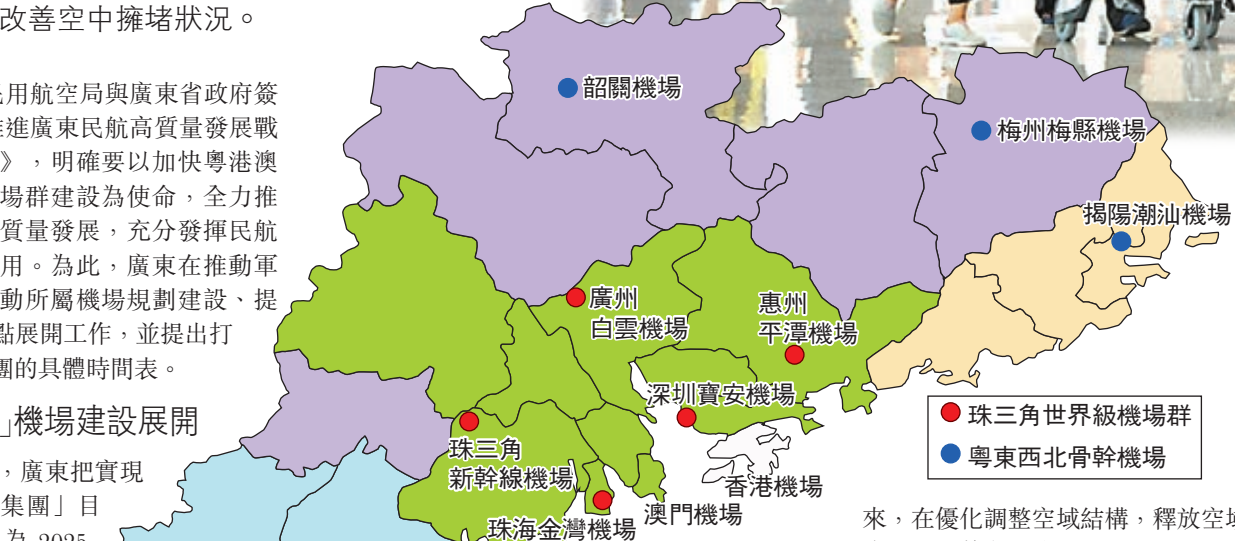 改善空中擁堵狀況。
民用航空局與廣東省政府簽
推進廣東民航高質量發展戰
》,明確要以加快粵港澳
場群建設為使命,全力推
質量發展,充分發揮民航
用。為此,廣東在推動軍
動所屬機場規劃建設、提
點展開工作,並提出打
團的具體時間表。
」機場建設展開
,廣東把實現
集團」目
為 2025
韶關機場
梅州梅縣機場
揭陽潮汕機場
廣州
白雲機場
惠州
平潭機場
深圳寶安機場
珠三角
新幹線機場
香港機場
澳門機場
珠海金灣機場
珠三角世界級機場群
粵東西北骨幹機場
來,在優化調整空域結構,釋放空域